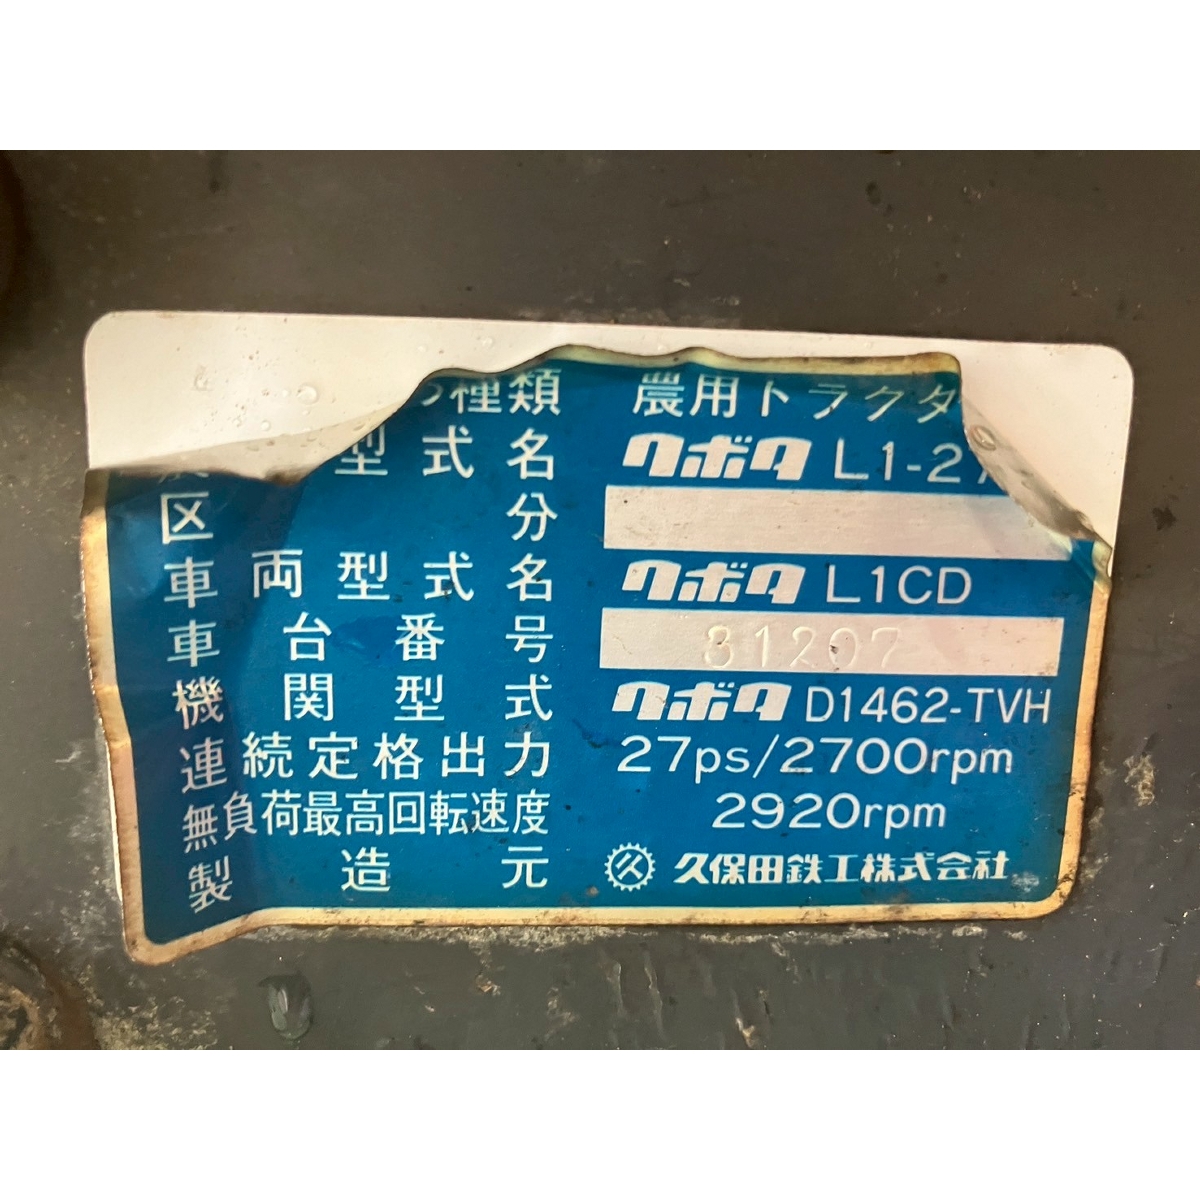 種類 農用トラクタ
型式名 クボタ L1-27
区分
車両型式名 クボタ L1CD
車台番号 81207
機関型式 クボタ D1462-TVH
連続定格出力 27ps/2700rpm
無負荷最高回転速度 2920rpm
製造元 久保田鉄工株式会社